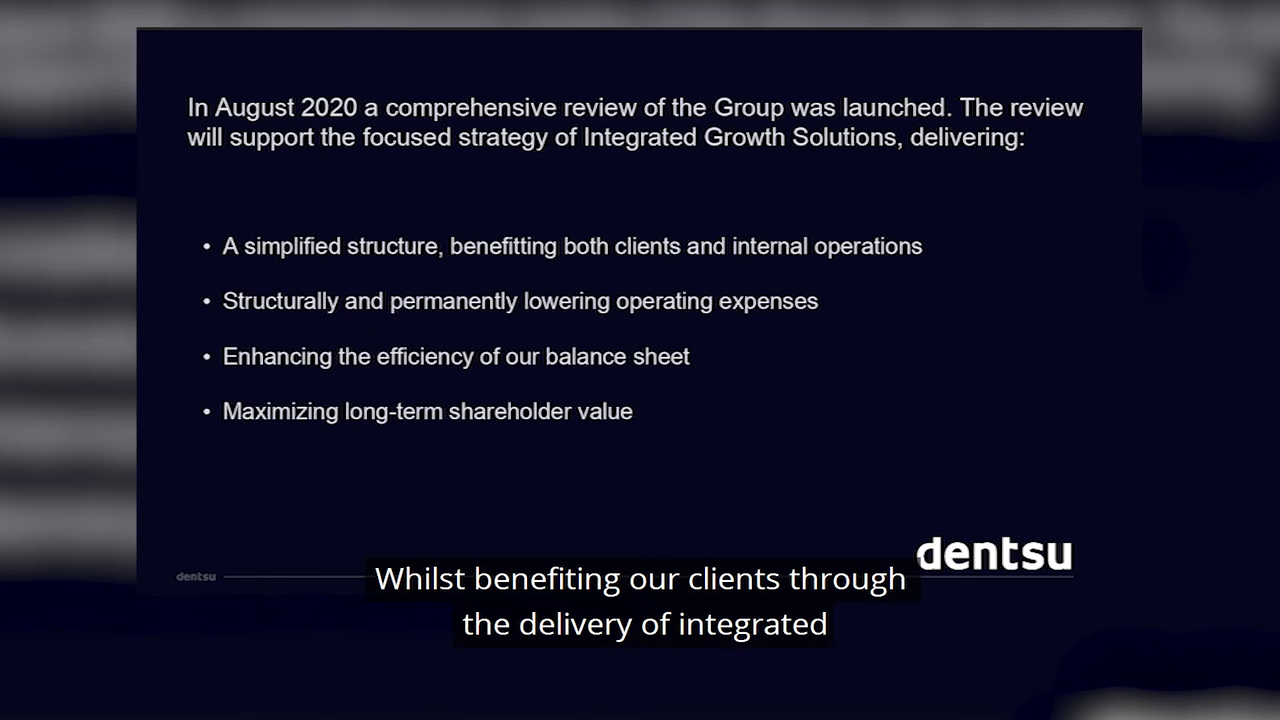 In August 2020 a comprehensive review of the Group was launched. The review
will support the focused strategy of Integrated Growth Solutions, delivering:
• A simplified structure, benefitting both clients and internal operations
• Structurally and permanently lowering operating expenses
• Enhancing the efficiency of our balance sheet
• Maximizing long-term shareholder value
dentsu
dentsu
Whilst benefiting our clients through
the delivery of integrated